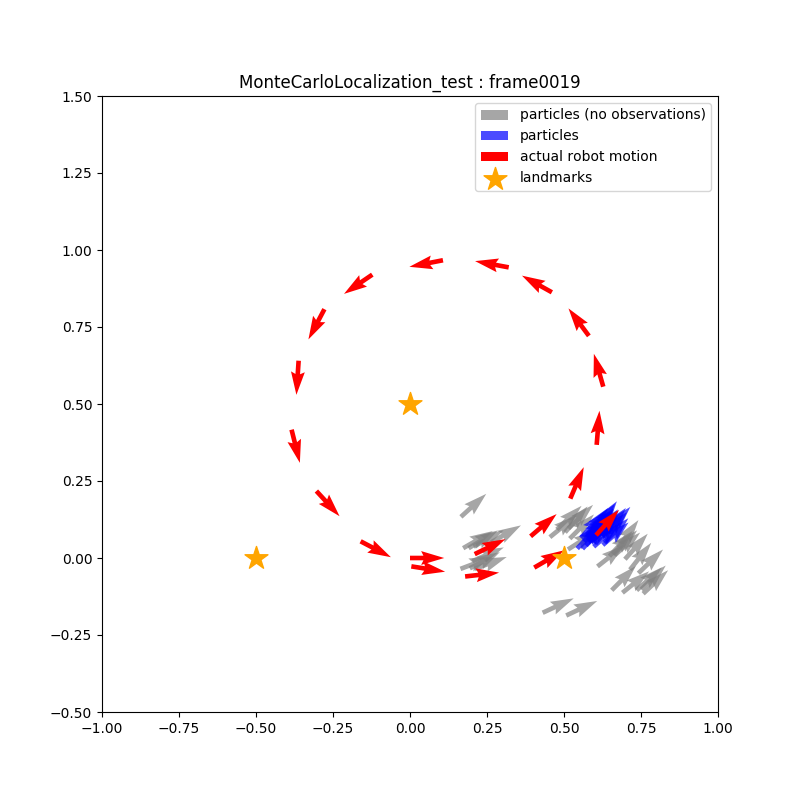 MonteCarloLocalization_test : frame0019
particles (no observations)
particles
actual robot motion
landmarks
1.50
1.25
1.00
0.75
0.50
0.25
0.00
−0.25
−0.50
−1.00 −0.75 −0.50 −0.25 0.00 0.25 0.50 0.75 1.00